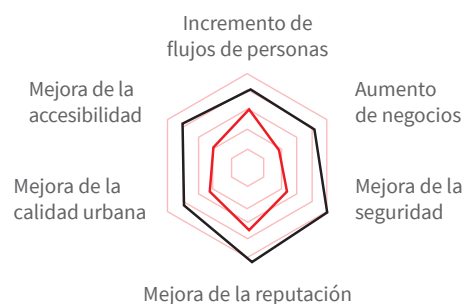 Incremento de
flujos de personas
Mejora de la
accesibilidad
Aumento
de negocios
Mejora de la
calidad urbana
Mejora de la
seguridad
Mejora de la reputación